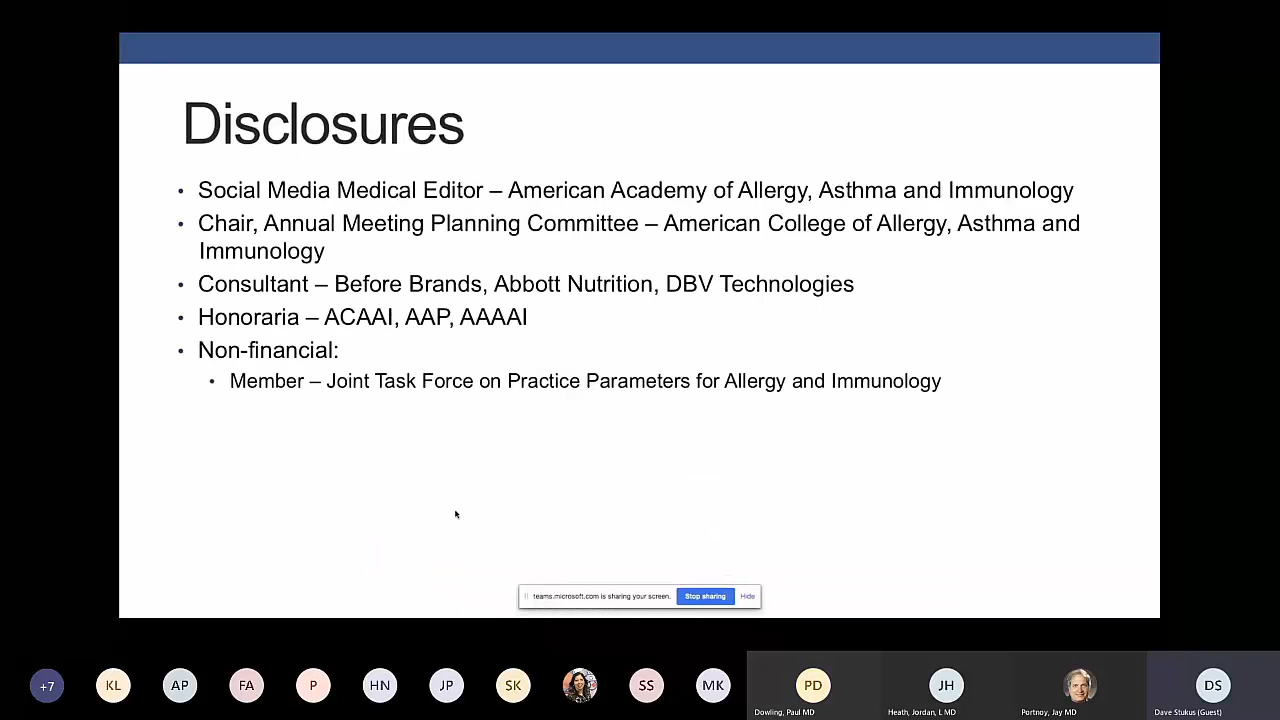 Disclosures
• Social Media Medical Editor – American Academy of Allergy, Asthma and Immunology
• Chair, Annual Meeting Planning Committee – American College of Allergy, Asthma and
Immunology
• Consultant – Before Brands, Abbott Nutrition, DBV Technologies
• Honoraria – ACAAI, AAP, AAAAI
• Non-financial:
• Member – Joint Task Force on Practice Parameters for Allergy and Immunology
teams.microsoft.com is sharing your screen. Stop sharing Hide
+7 KL AP FA P HN JP SK SS MK PD JH DS
Dowling, Paul MD Heath, Jordan, L MD Portnoy, Jay MD Dave Stukus (Guest)